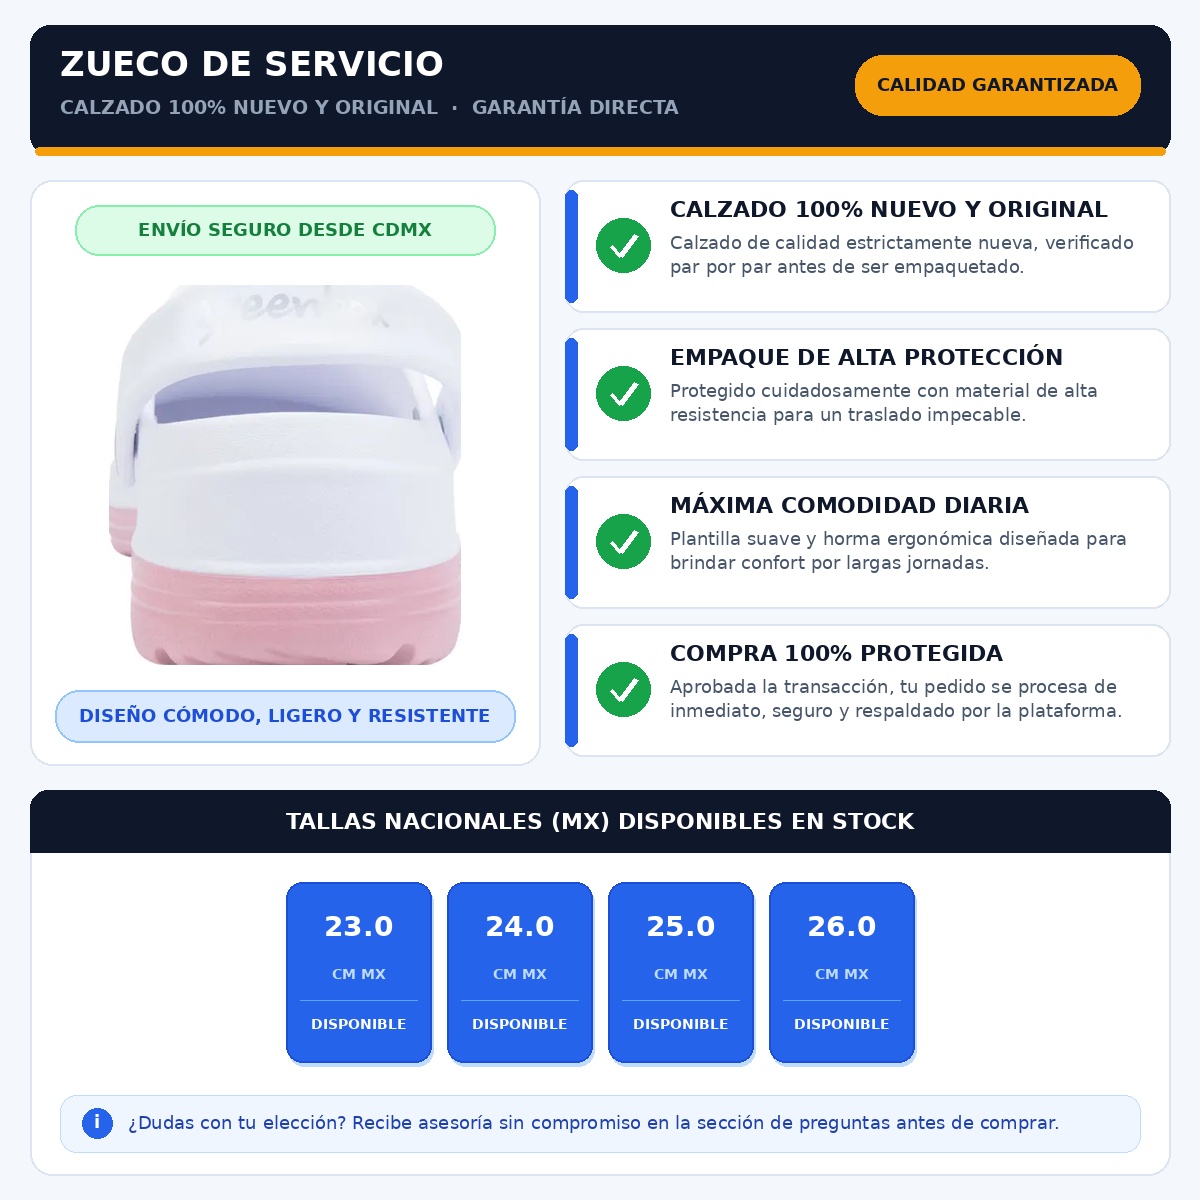 ZUECO DE SERVICIO
CALZADO 100% NUEVO Y ORIGINAL · GARANTÍA DIRECTA
CALIDAD GARANTIZADA
ENVÍO SEGURO DESDE CDMX
DISEÑO CÓMODO, LIGERO Y RESISTENTE
CALZADO 100% NUEVO Y ORIGINAL
Calzado de calidad estrictamente nueva, verificado
par por par antes de ser empaquetado.
EMPAQUE DE ALTA PROTECCIÓN
Protegido cuidadosamente con material de alta
resistencia para un traslado impecable.
MÁXIMA COMODIDAD DIARIA
Plantilla suave y horma ergonómica diseñada para
brindar confort por largas jornadas.
COMPRA 100% PROTEGIDA
Aprobada la transacción, tu pedido se procesa de
inmediato, seguro y respaldado por la plataforma.
TALLAS NACIONALES (MX) DISPONIBLES EN STOCK
23.0
CM MX
DISPONIBLE
24.0
CM MX
DISPONIBLE
25.0
CM MX
DISPONIBLE
26.0
CM MX
DISPONIBLE
i ¿Dudas con tu elección? Recibe asesoría sin compromiso en la sección de preguntas antes de comprar.